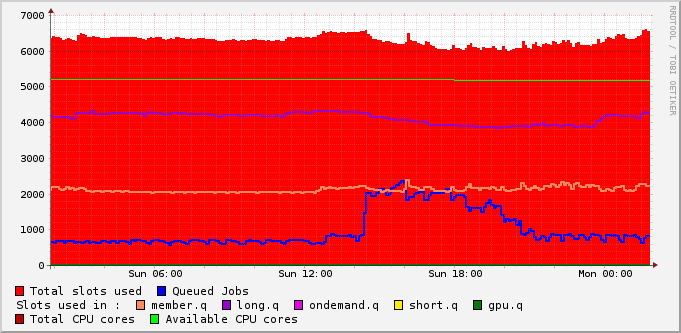 7000
6000
5000
4000
3000
2000
1000
0
Sun 06:00 Sun 12:00 Sun 18:00 Mon 00:00
Total slots used Queued Jobs
Slots used in : member.q long.q ondemand.q short.q gpu.q
Total CPU cores Available CPU cores
RRDTOOL / TOBI OETIKER